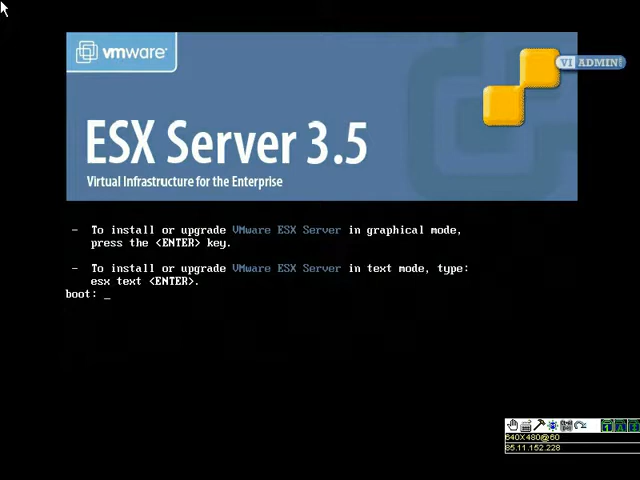 vmware®
VI ADMIN
ESX Server 3.5
Virtual Infrastructure for the Enterprise
- To install or upgrade VMware ESX Server in graphical mode,
press the <ENTER> key.
- To install or upgrade VMware ESX Server in text mode, type:
esx text <ENTER>.
boot: _
640X480@60
85.11.152.228